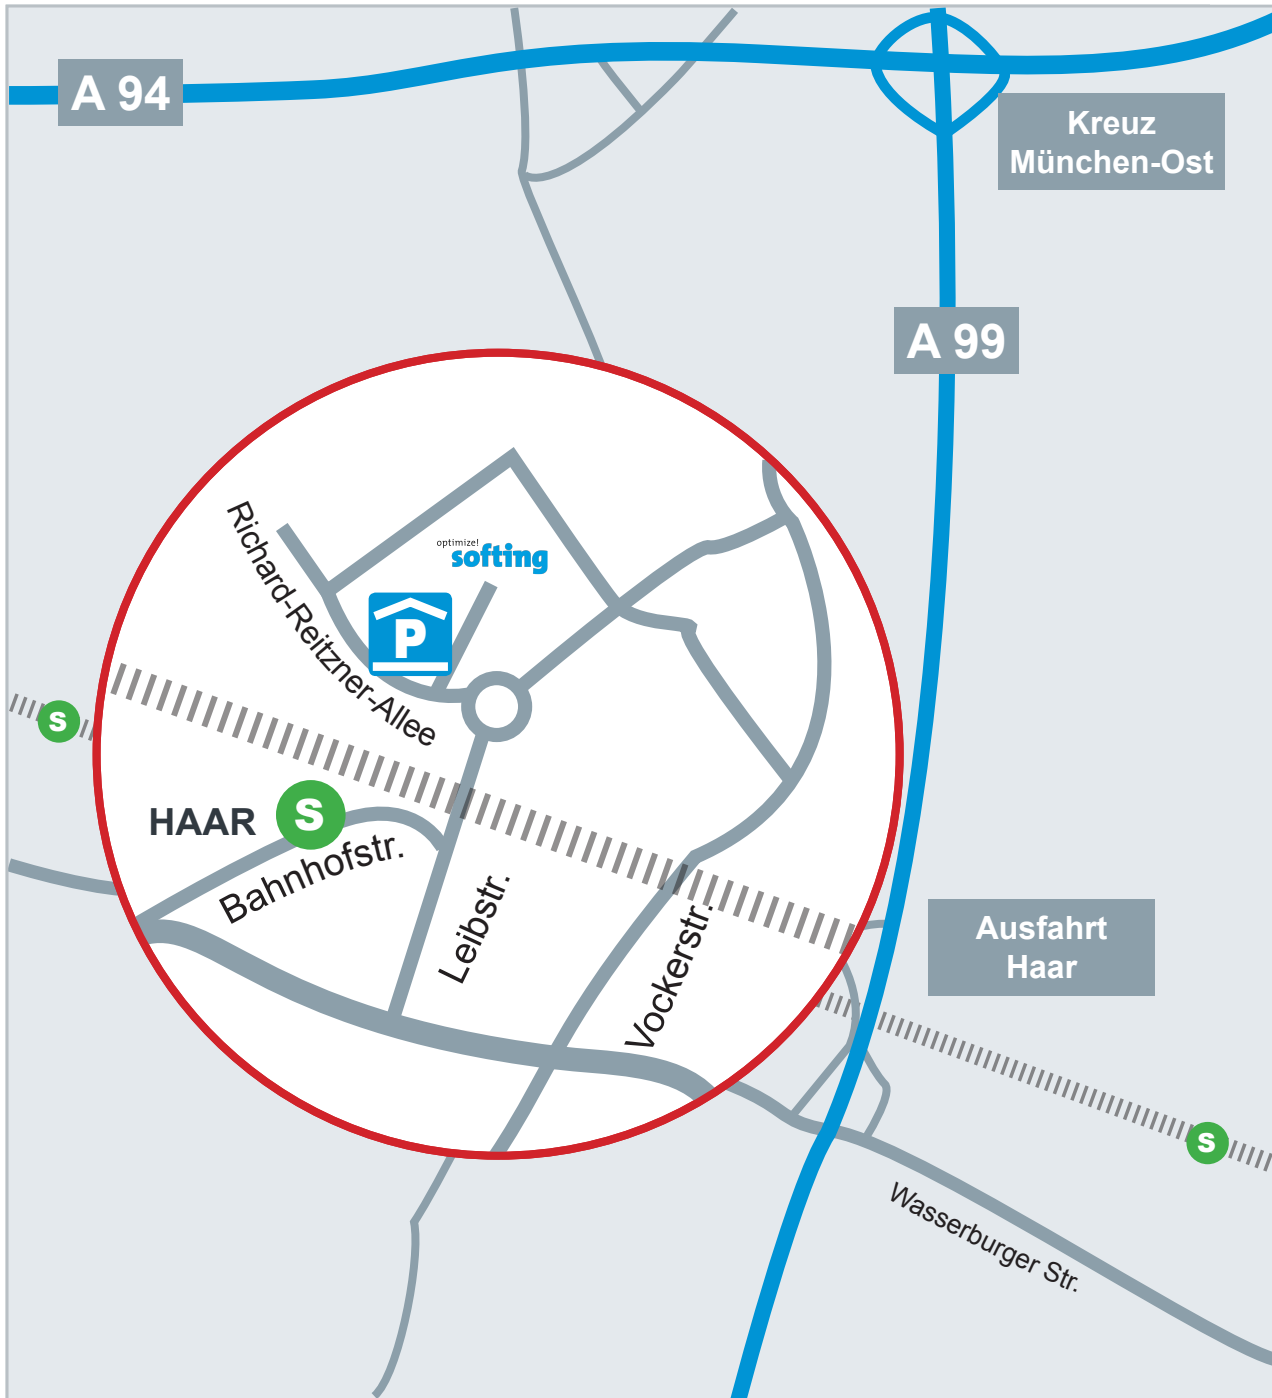 A 94
Kreuz
München-Ost
A 99
Richard-Reitzner-Allee
optimize!
softing
P
S
HAAR
S
Bahnhofstr.
Leibstr.
Vockerstr.
Ausfahrt
Haar
S
Wasserburger Str.